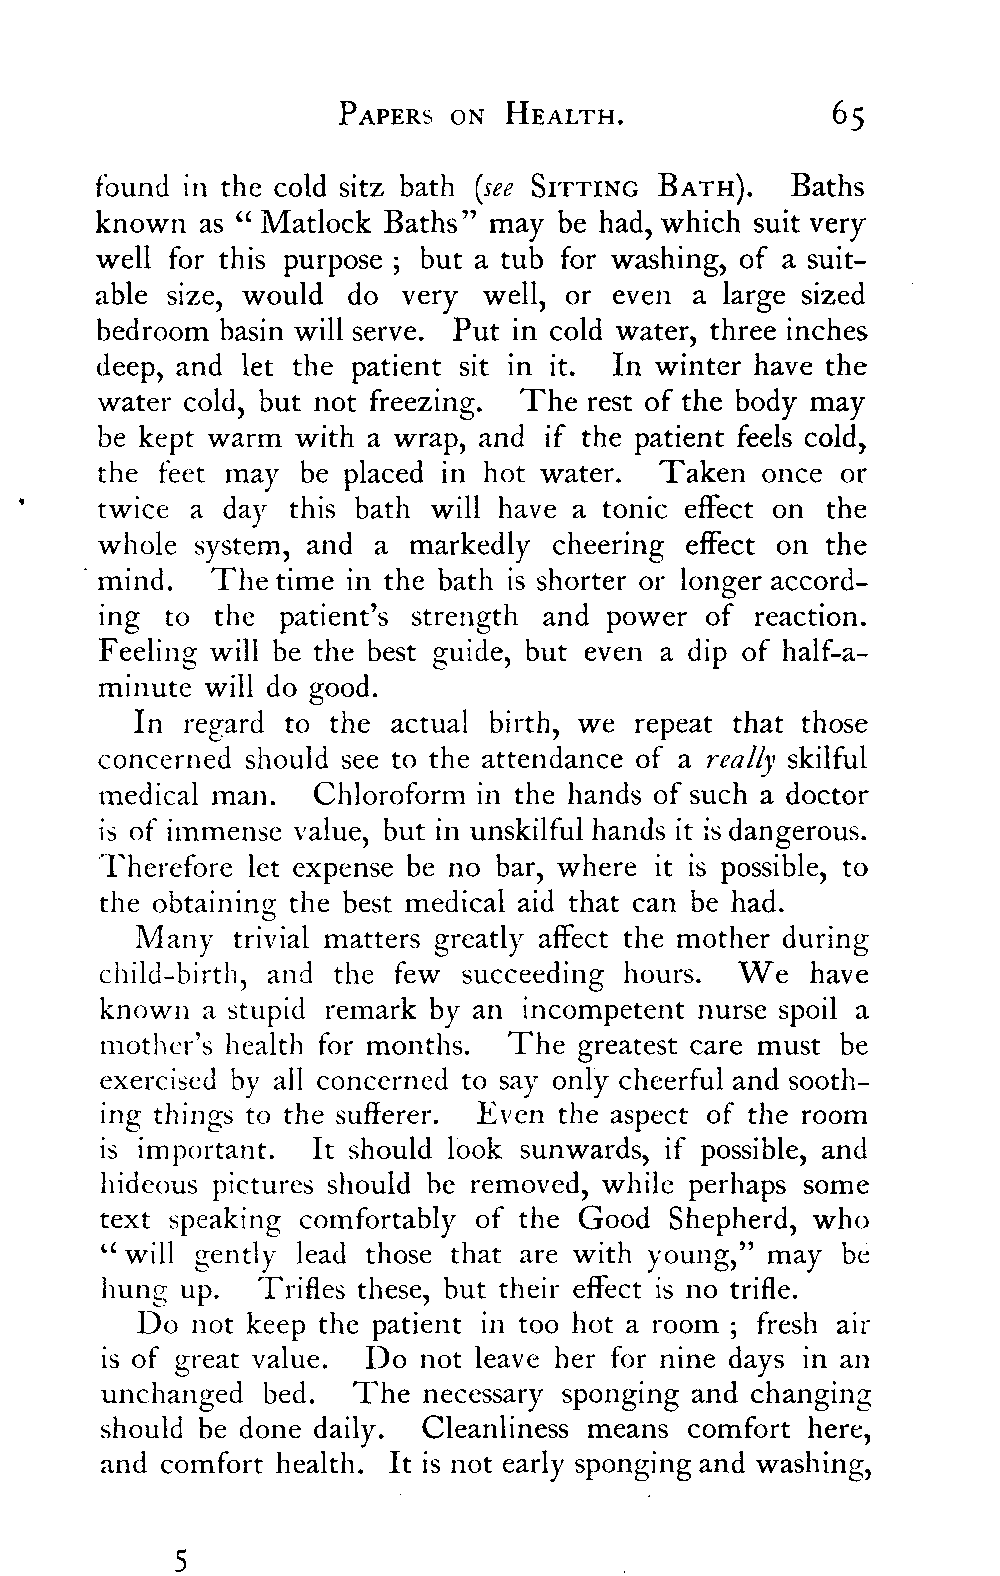 Papers on Health. 65
found in the cold sitz bath (see Sitting Bath). Baths
known as “ Matlock Baths” may be had, which suit very
well for this purpose ; but a tub for washing, of a suit-
able size, would do very well, or even a large sized
bedroom basin will serve. Put in cold water, three inches
deep, and let the patient sit in it. In winter have the
water cold, but not freezing. The rest of the body may
be kept warm with a wrap, and if the patient feels cold,
the feet may be placed in hot water. Taken once or
twice a day this bath will have a tonic effect on the
whole system, and a markedly cheering effect on the
mind. The time in the bath is shorter or longer accord-
ing to the patient’s strength and power of reaction.
Feeling will be the best guide, but even a dip of half-a-
minute will do good.
In regard to the actual birth, we repeat that those
concerned should see to the attendance of a really skilful
medical man. Chloroform in the hands of such a doctor
is of immense value, but in unskilful hands it is dangerous.
Therefore let expense be no bar, where it is possible, to
the obtaining the best medical aid that can be had.
Many trivial matters greatly affect the mother during
child-birth, and the few succeeding hours. We have
known a stupid remark by an incompetent nurse spoil a
mother’s health for months. The greatest care must be
exercised by all concerned to say only cheerful and sooth-
ing things to the sufferer. Even the aspect of the room
is important. It should look sunwards, if possible, and
hideous pictures should be removed, while perhaps some
text speaking comfortably of the Good Shepherd, who
“ will gently lead those that are with young,” may be
hung up. Trifles these, but their effect is no trifle.
Do not keep the patient in too hot a room ; fresh air
is of great value. Do not leave her for nine days in an
unchanged bed. The necessary sponging and changing
should be done daily. Cleanliness means comfort here,
and comfort health. It is not early sponging and washing,
5